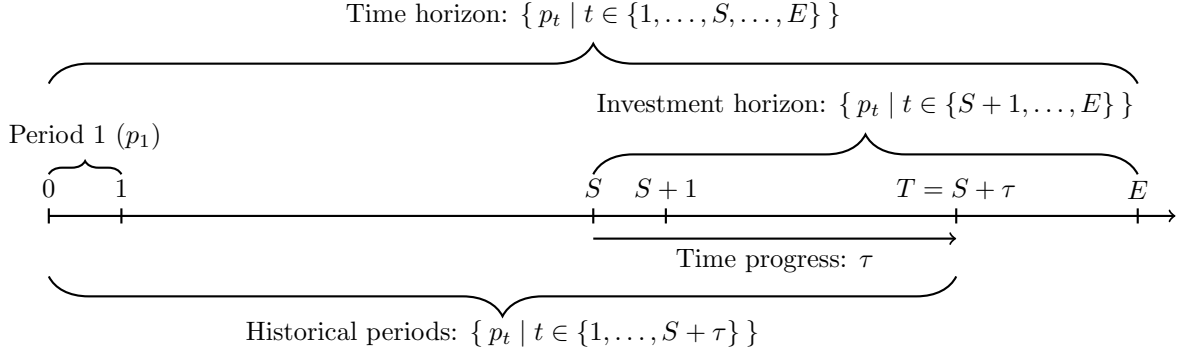 Time horizon: { p_t | t ∈ {1, …, S, …, E} }
Investment horizon: { p_t | t ∈ {S + 1, …, E} }
Period 1 (p_1)
0 1 S S + 1 T = S + τ E
Time progress: τ
Historical periods: { p_t | t ∈ {1, …, S + τ} }